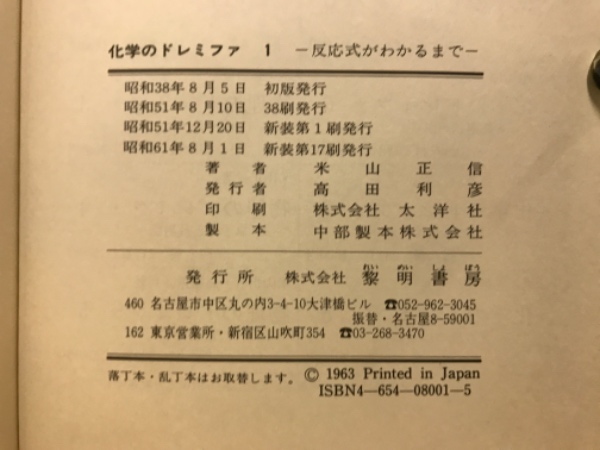 化学のドレミファ 1 −反応式がわかるまで−
昭和38年8月5日 初版発行
昭和51年8月10日 38刷発行
昭和51年12月20日 新装第1刷発行
昭和61年8月1日 新装第17刷発行
著者 米山正信
発行者 高田利彦
印刷 株式会社 太洋社
製本 中部製本株式会社
れい めい しょ ぼう
発行所 株式会社 黎明書房
460 名古屋市中区丸の内3-4-10大津橋ビル ☎052-962-3045
振替・名古屋8-59001
162 東京営業所・新宿区山吹町354 ☎03-268-3470
落丁本・乱丁本はお取替します。 © 1963 Printed in Japan
ISBN4—654—08001—5